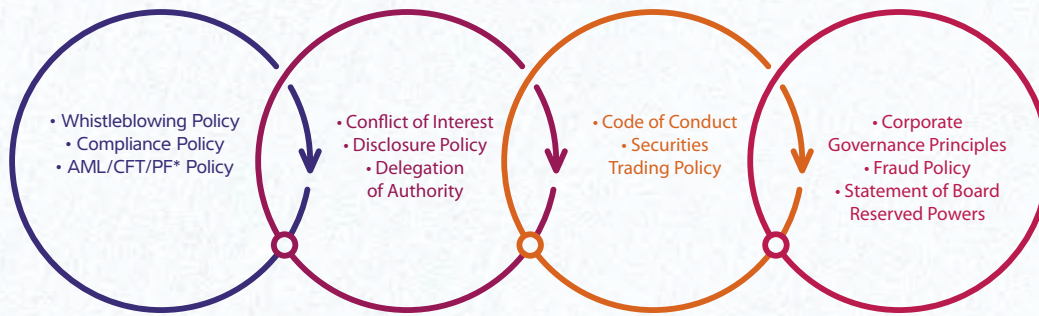 • Whistleblowing Policy
• Compliance Policy
• AML/CFT/PF* Policy
• Conflict of Interest
• Disclosure Policy
• Delegation
of Authority
• Code of Conduct
• Securities
Trading Policy
• Corporate
Governance Principles
• Fraud Policy
• Statement of Board
Reserved Powers